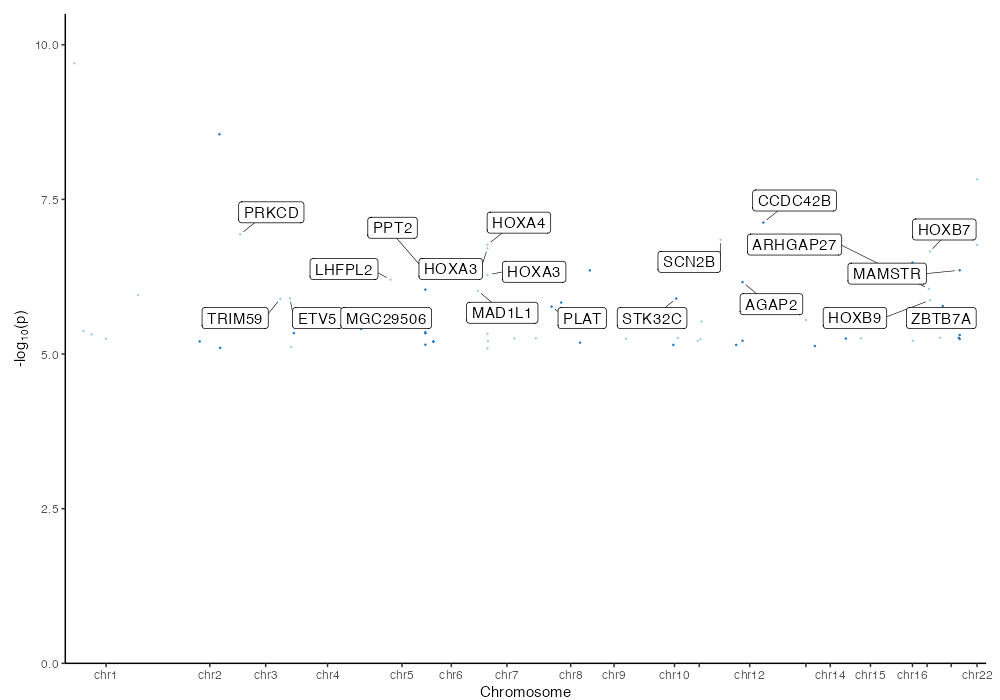 10.0
7.5
5.0
2.5
0.0
-log10(p)
CCDC42B
PRKCD
HOXA4
PPT2
HOXB7
ARHGAP27
SCN2B
LHFPL2
HOXA3
HOXA3
MAMSTR
AGAP2
MAD1L1
TRIM59
ETV5
MGC29506
PLAT
STK32C
HOXB9
ZBTB7A
chr1 chr2 chr3 chr4 chr5 chr6 chr7 chr8 chr9 chr10 chr12 chr14 chr15 chr16 chr22
Chromosome